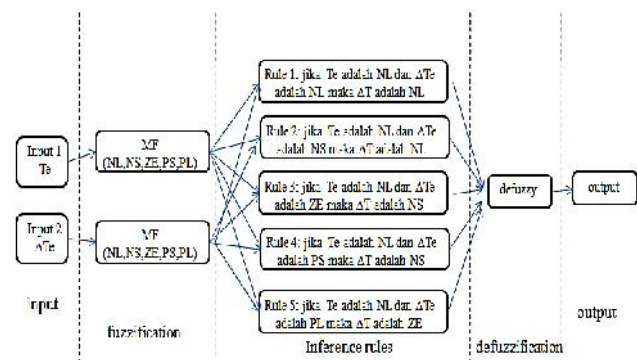 Input 1
Te
Input 2
ΔTe
input
MF
(NL,NS,ZE,PS,PL)
MF
(NL,NS,ZE,PS,PL)
fuzzification
Rule 1: jika Te adalah NL dan ΔTe
adalah NL maka ΔT adalah NL
Rule 2: jika Te adalah NL dan ΔTe
adalah NS maka ΔT adalah NL
Rule 3: jika Te adalah NL dan ΔTe
adalah ZE maka ΔT adalah NS
Rule 4: jika Te adalah NL dan ΔTe
adalah PS maka ΔT adalah NS
Rule 5: jika Te adalah NL dan ΔTe
adalah PL maka ΔT adalah ZE
Inference rules
defuzzy
defuzzification
output
output